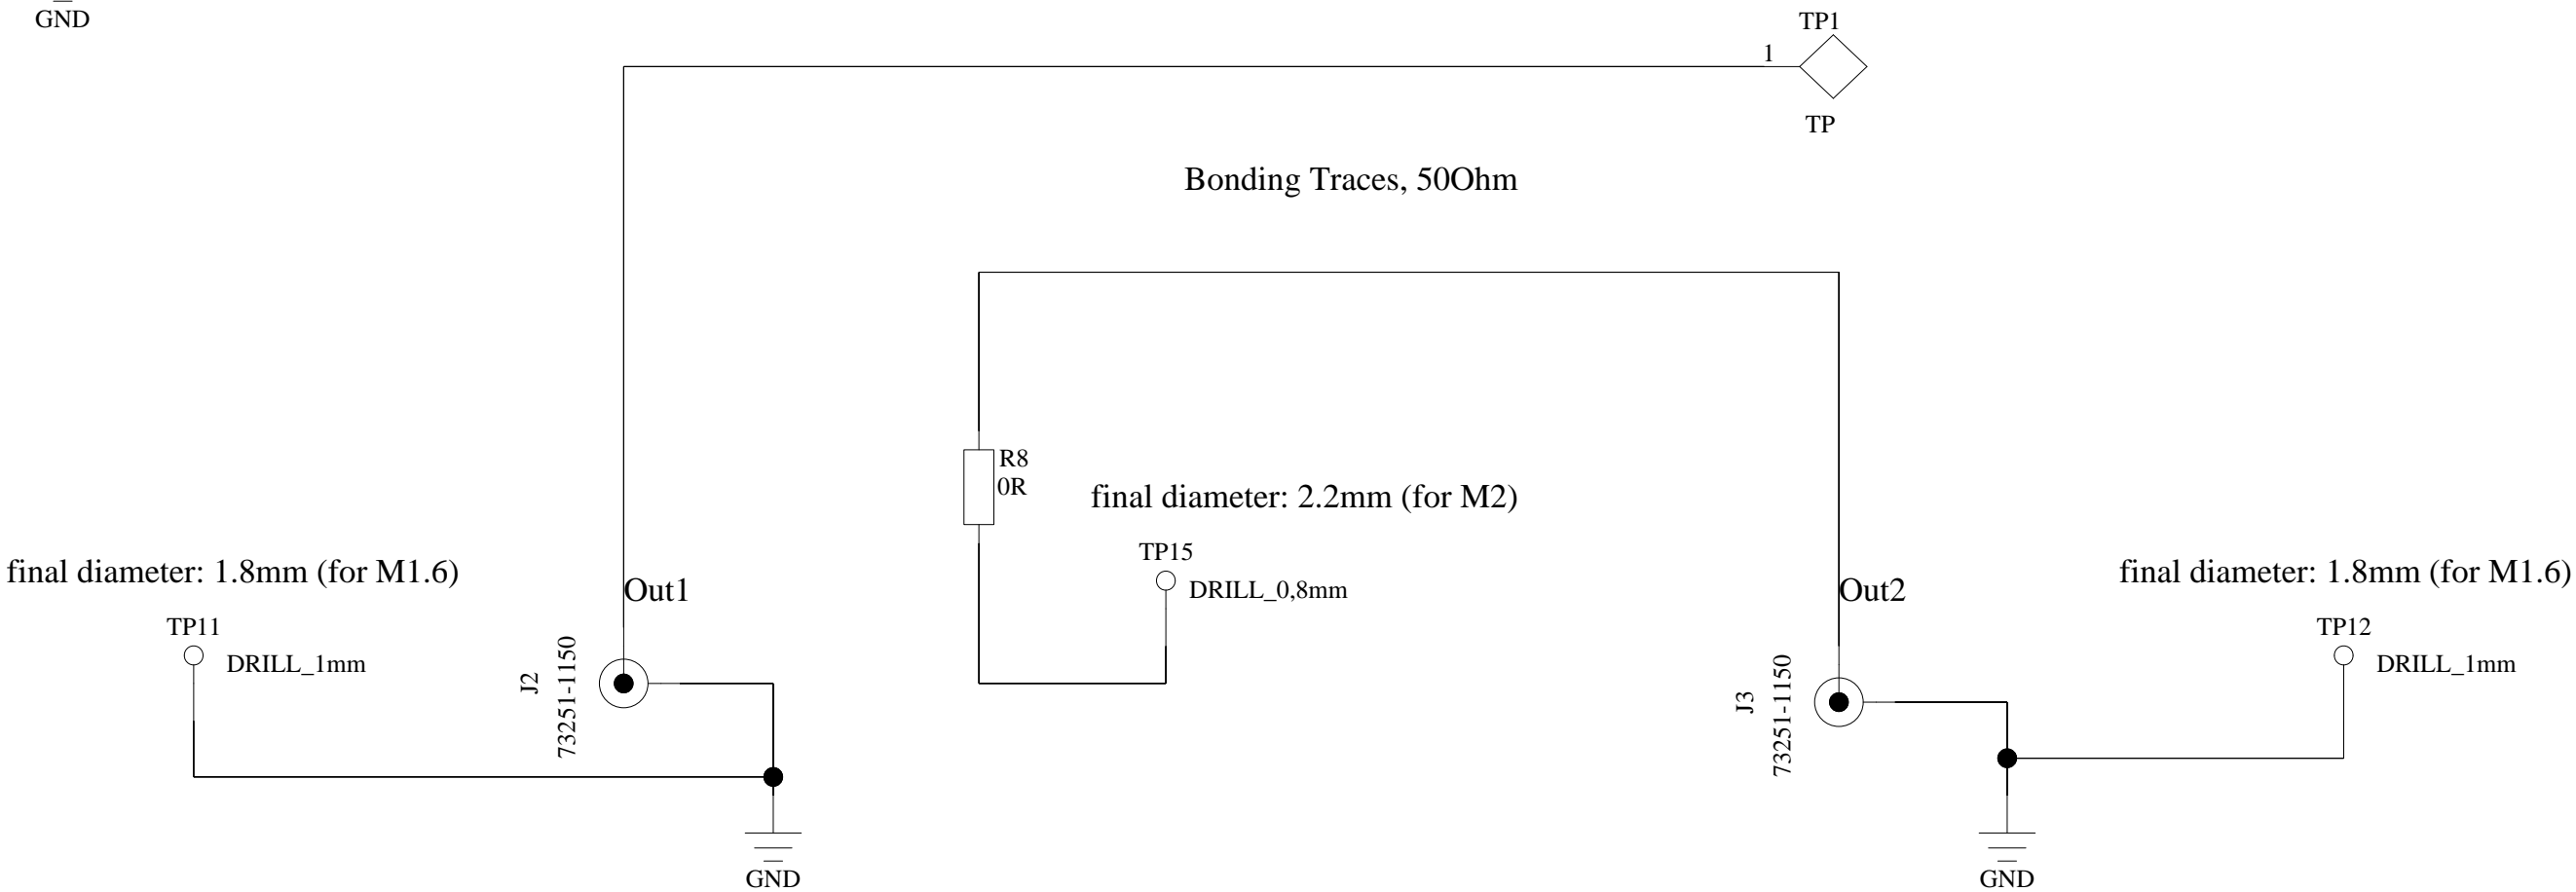 GND
TP1
1
TP
Bonding Traces, 50Ohm
R8
0R
final diameter: 2.2mm (for M2)
TP15
DRILL_0,8mm
final diameter: 1.8mm (for M1.6)
Out1
Out2
final diameter: 1.8mm (for M1.6)
TP11
DRILL_1mm
J2
73251-1150
J3
73251-1150
TP12
DRILL_1mm
GND
GND